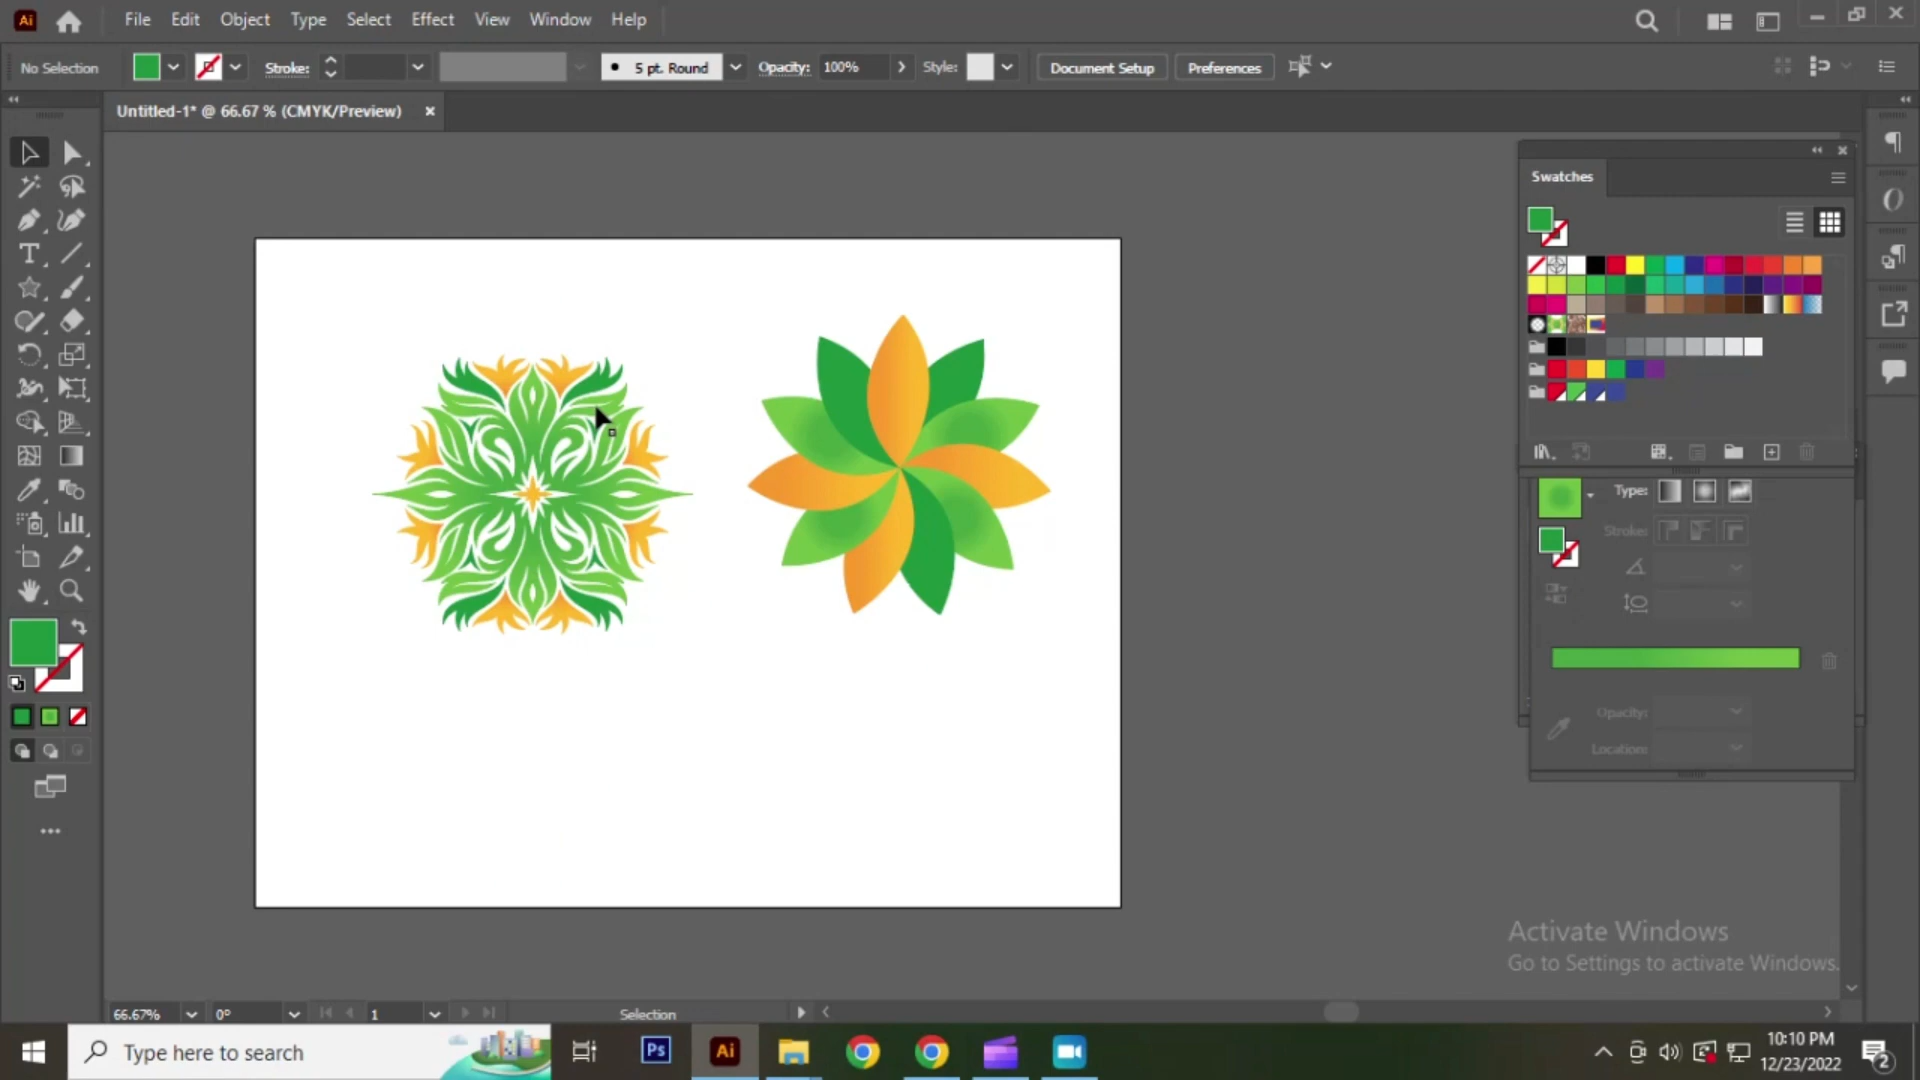 Ai File Edit Object Type Select Effect View Window Help
No Selection Stroke: 5 pt. Round Opacity: 100% Style: Document Setup Preferences
Untitled-1* @ 66.67 % (CMYK/Preview)
Swatches
Type:
Stroke:
Opacity:
Location:
Activate Windows
Go to Settings to activate Windows.
66.67% 0° 1 Selection
Type here to search Ps Ai
10:10 PM
12/23/2022
2